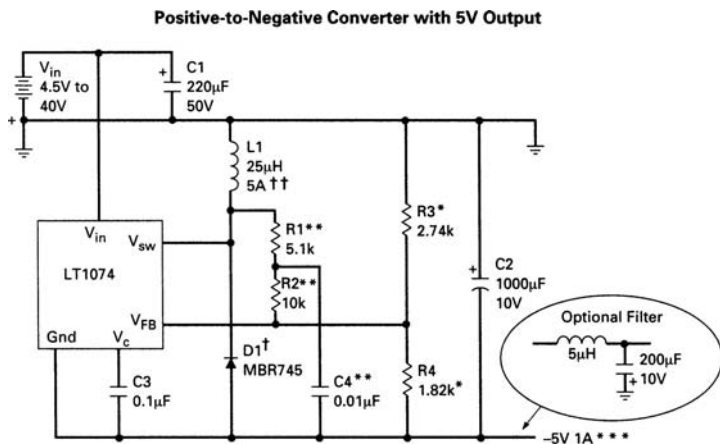 Positive-to-Negative Converter with 5V Output
Vin
4.5V to
40V
+
+
C1
220μF
50V
L1
25μH
5A††
R1**
5.1k
R3*
2.74k
Vin
Vsw
LT1074
R2**
10k
+
C2
1000μF
10V
VFB
Gnd
Vc
Optional Filter
5μH
200μF
+ 10V
D1†
MBR745
R4
1.82k*
C3
0.1μF
C4**
0.01μF
–5V 1A***